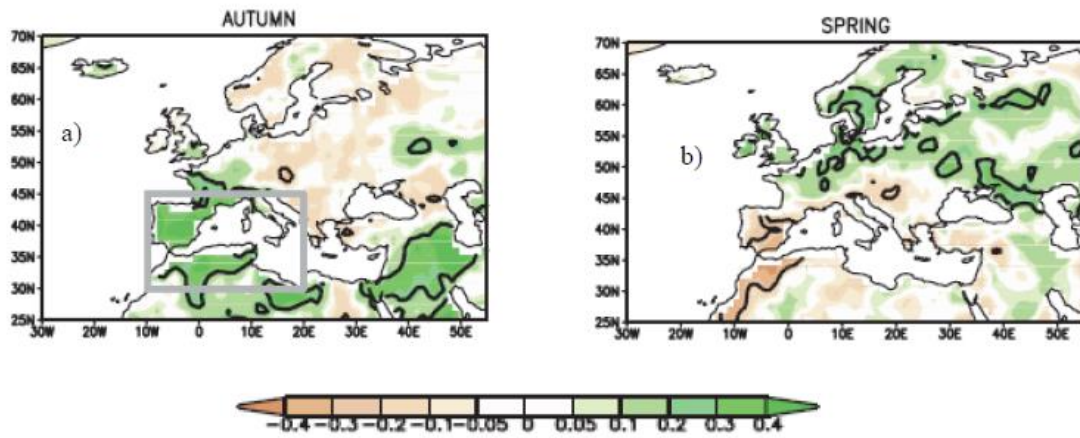 AUTUMN
70N
65N
60N
55N
50N
45N
40N
35N
30N
25N
30W 20W 10W 0 10E 20E 30E 40E 50E
a)
SPRING
70N
65N
60N
55N
50N
45N
40N
35N
30N
25N
30W 20W 10W 0 10E 20E 30E 40E 50E
b)
-0.4 -0.3 -0.2 -0.1 -0.05 0 0.05 0.1 0.2 0.3 0.4